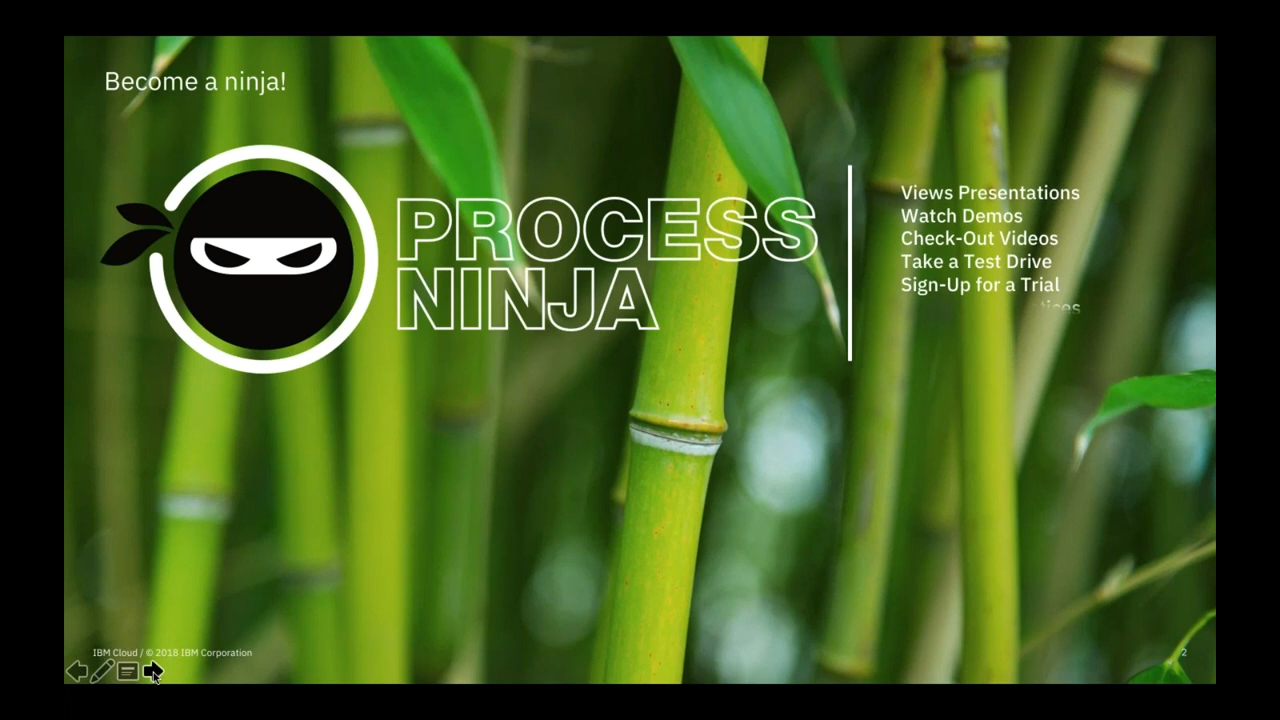 Become a ninja!
PROCESS
NINJA
Views Presentations
Watch Demos
Check-Out Videos
Take a Test Drive
Sign-Up for a Trial
IBM Cloud / © 2018 IBM Corporation
2